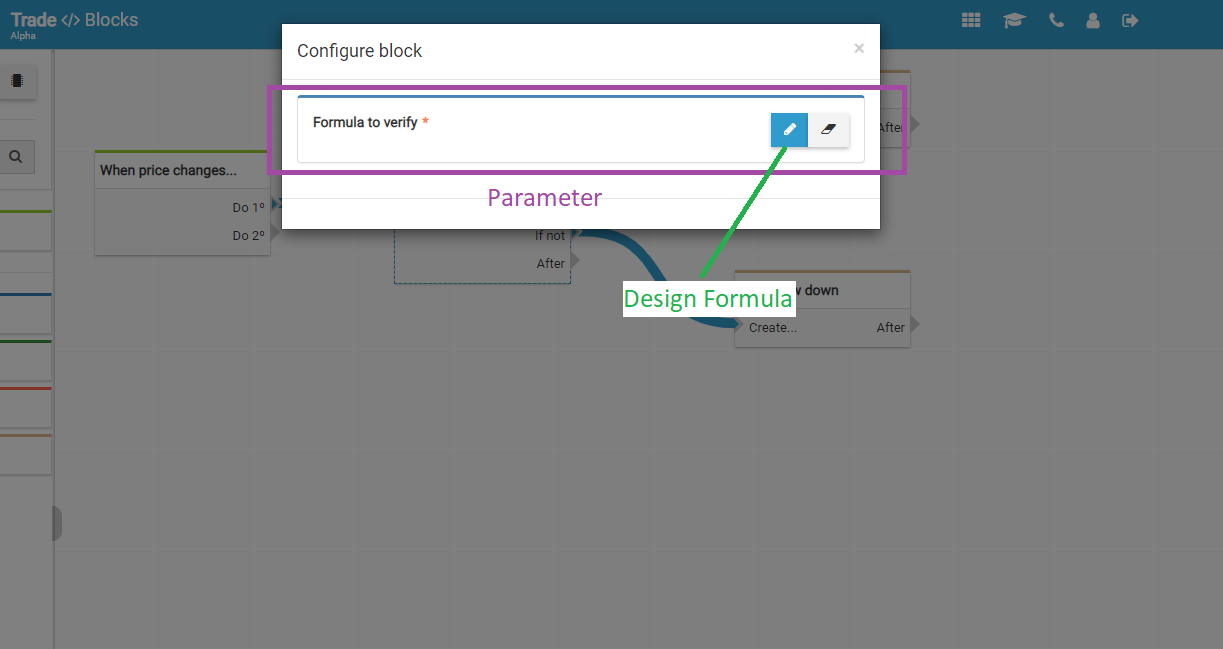 Trade </> Blocks
Alpha
Configure block
×
Formula to verify *
After
When price changes...
Parameter
Do 1º
Do 2º
If not
After
Design Formula
w down
Create...
After